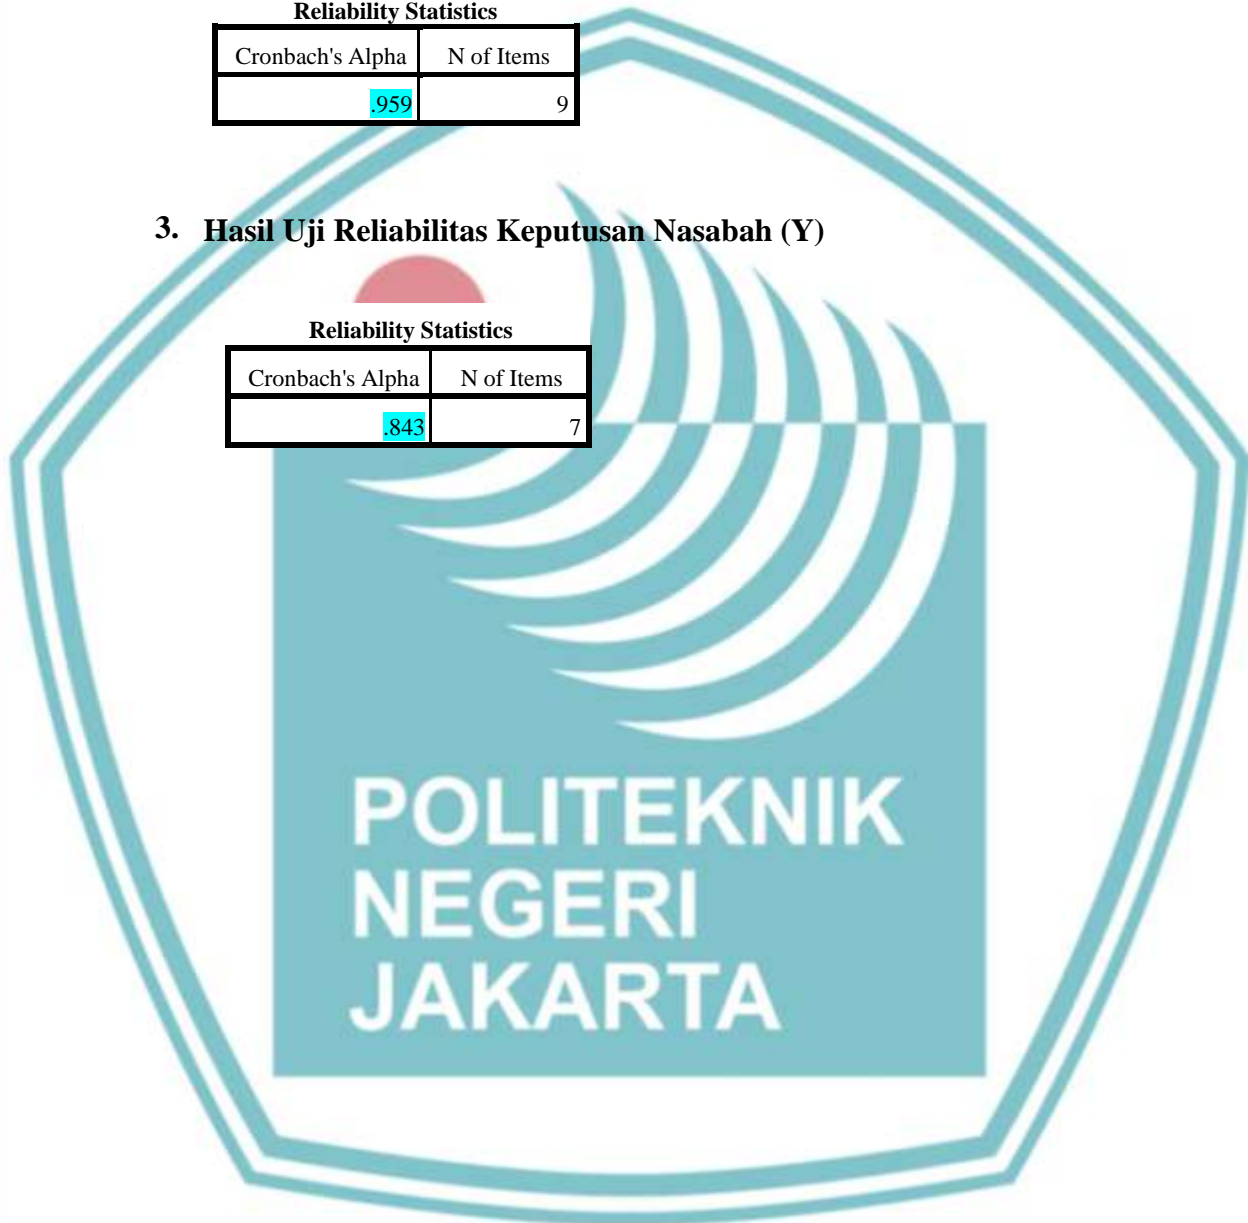 Reliability Statistics
Cronbach's Alpha N of Items
.959 9
3. Hasil Uji Reliabilitas Keputusan Nasabah (Y)
Reliability Statistics
Cronbach's Alpha N of Items
.843 7
POLITEKNIK
NEGERI
JAKARTA